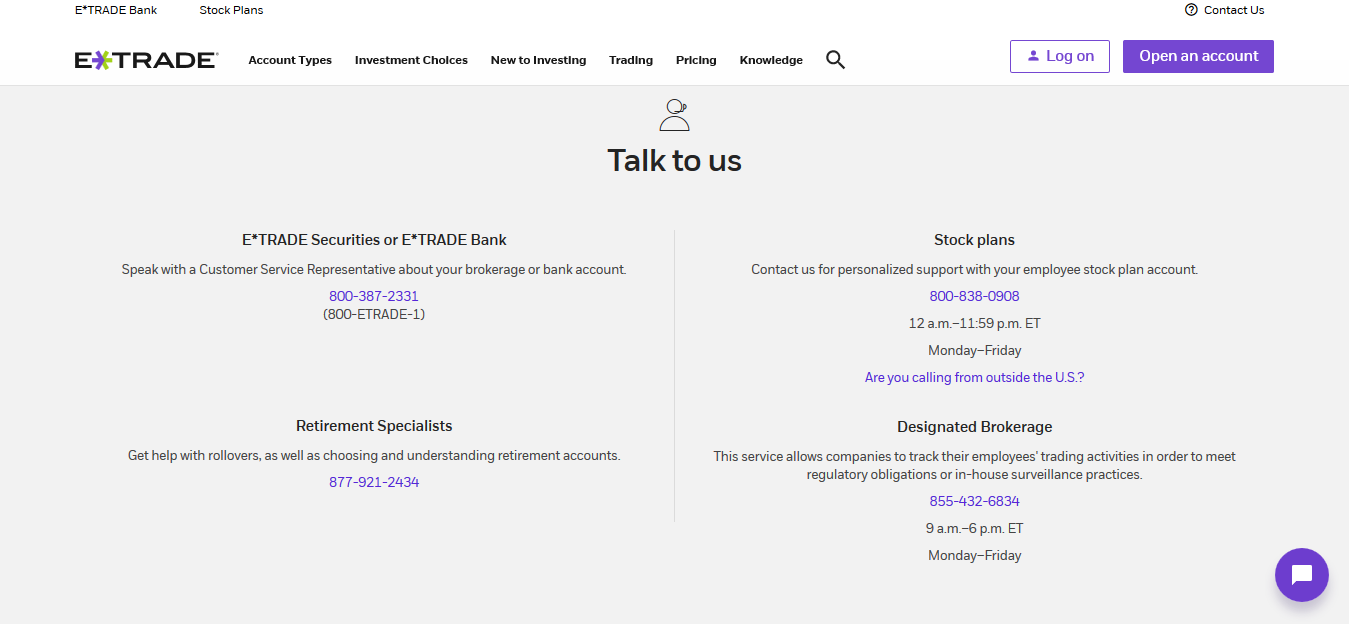 E*TRADE Bank
Stock Plans
Contact Us
E*TRADE
Account Types
Investment Choices
New to Investing
Trading
Pricing
Knowledge
Log on
Open an account
Talk to us
E*TRADE Securities or E*TRADE Bank
Speak with a Customer Service Representative about your brokerage or bank account.
800-387-2331
(800-ETRADE-1)
Stock plans
Contact us for personalized support with your employee stock plan account.
800-838-0908
12 a.m.–11:59 p.m. ET
Monday–Friday
Are you calling from outside the U.S.?
Retirement Specialists
Get help with rollovers, as well as choosing and understanding retirement accounts.
877-921-2434
Designated Brokerage
This service allows companies to track their employees' trading activities in order to meet
regulatory obligations or in-house surveillance practices.
855-432-6834
9 a.m.–6 p.m. ET
Monday–Friday